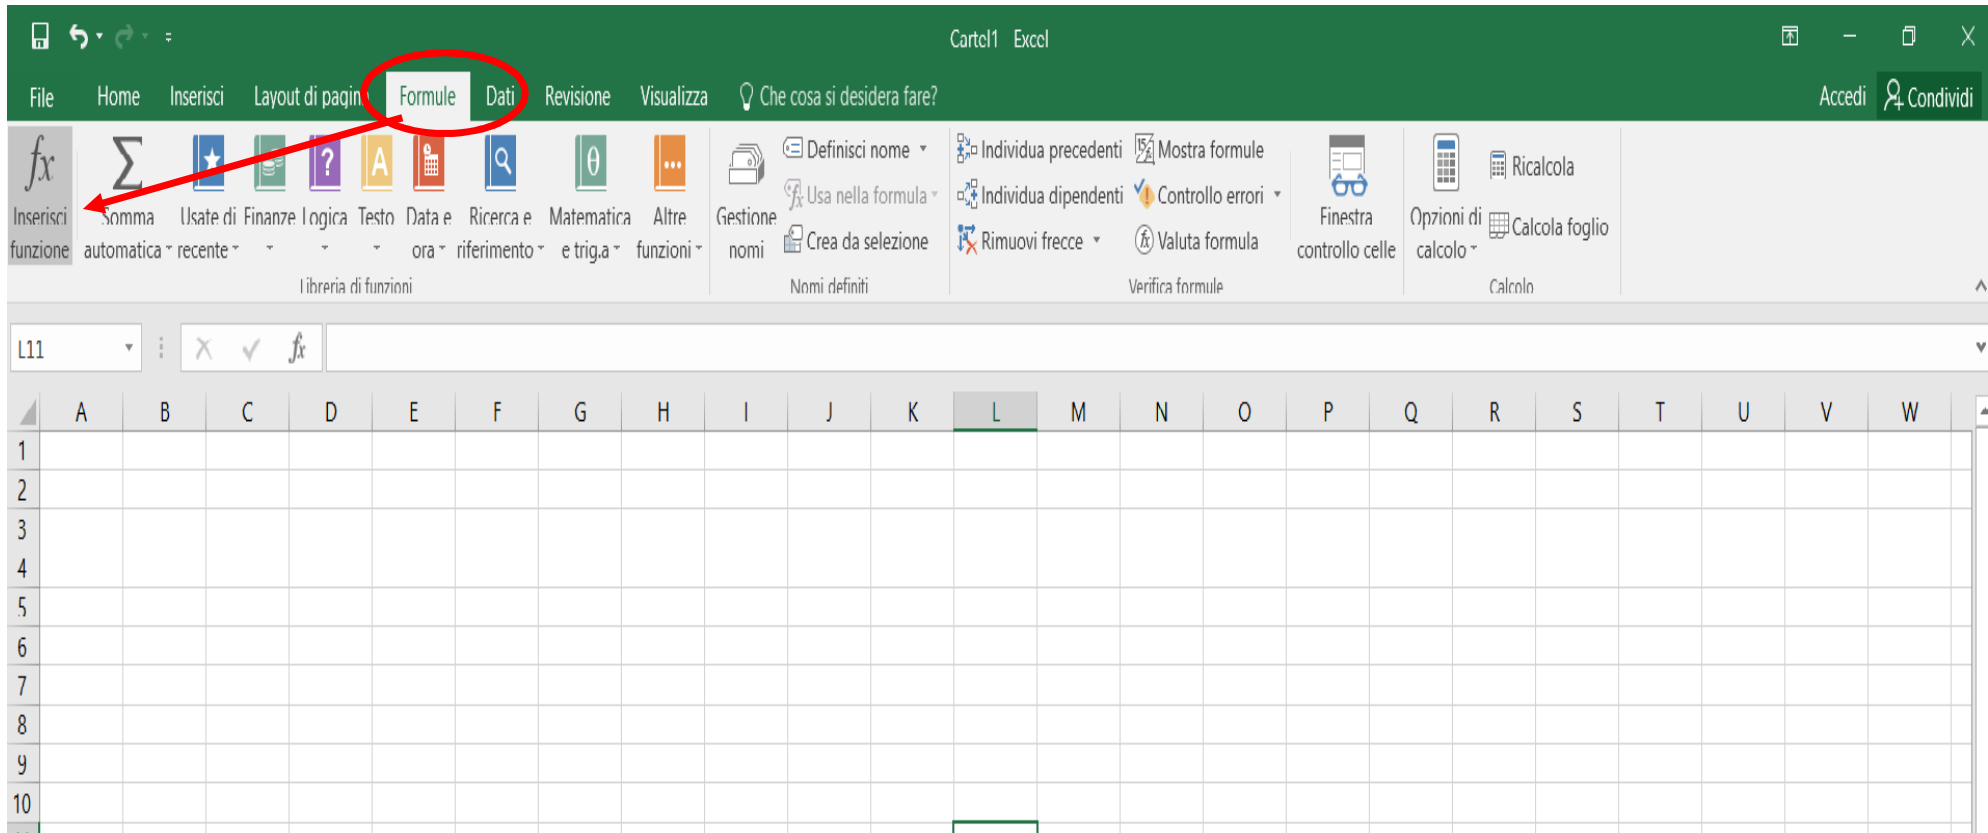 Cartel1 Excel
File Home Inserisci Layout di pagina Formule Dati Revisione Visualizza Che cosa si desidera fare? Accedi Condividi
fx Inserisci funzione
Somma automatica
Usate di recente
Finanze
Logica
Testo
Data e ora
Ricerca e riferimento
Matematica e trig.a
Altre funzioni
Libreria di funzioni
Gestione nomi
Definisci nome
Usa nella formula
Crea da selezione
Nomi definiti
Individua precedenti
Individua dipendenti
Rimuovi frecce
Mostra formule
Controllo errori
Valuta formula
Verifica formule
Finestra controllo celle
Opzioni di calcolo
Ricalcola
Calcola foglio
Calcolo
L11 fx
A B C D E F G H I J K L M N O P Q R S T U V W
1
2
3
4
5
6
7
8
9
10